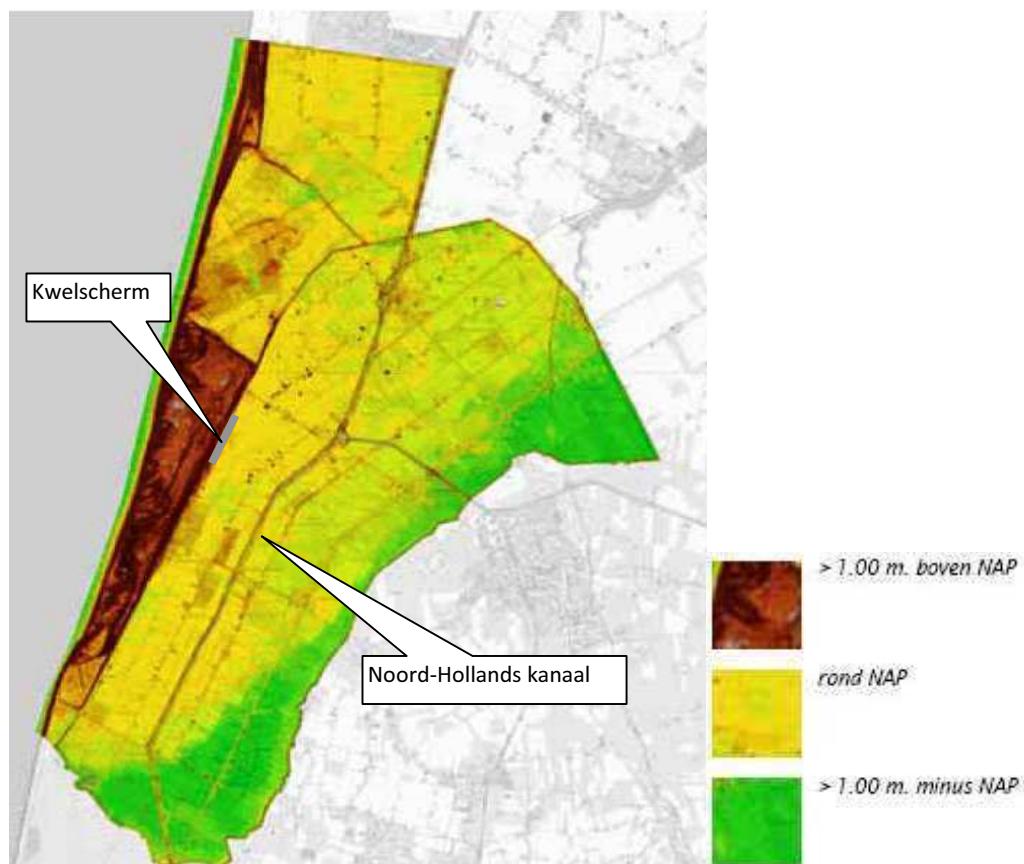 Kwelscherm
Noord-Hollands kanaal
> 1.00 m. boven NAP
rond NAP
> 1.00 m. minus NAP